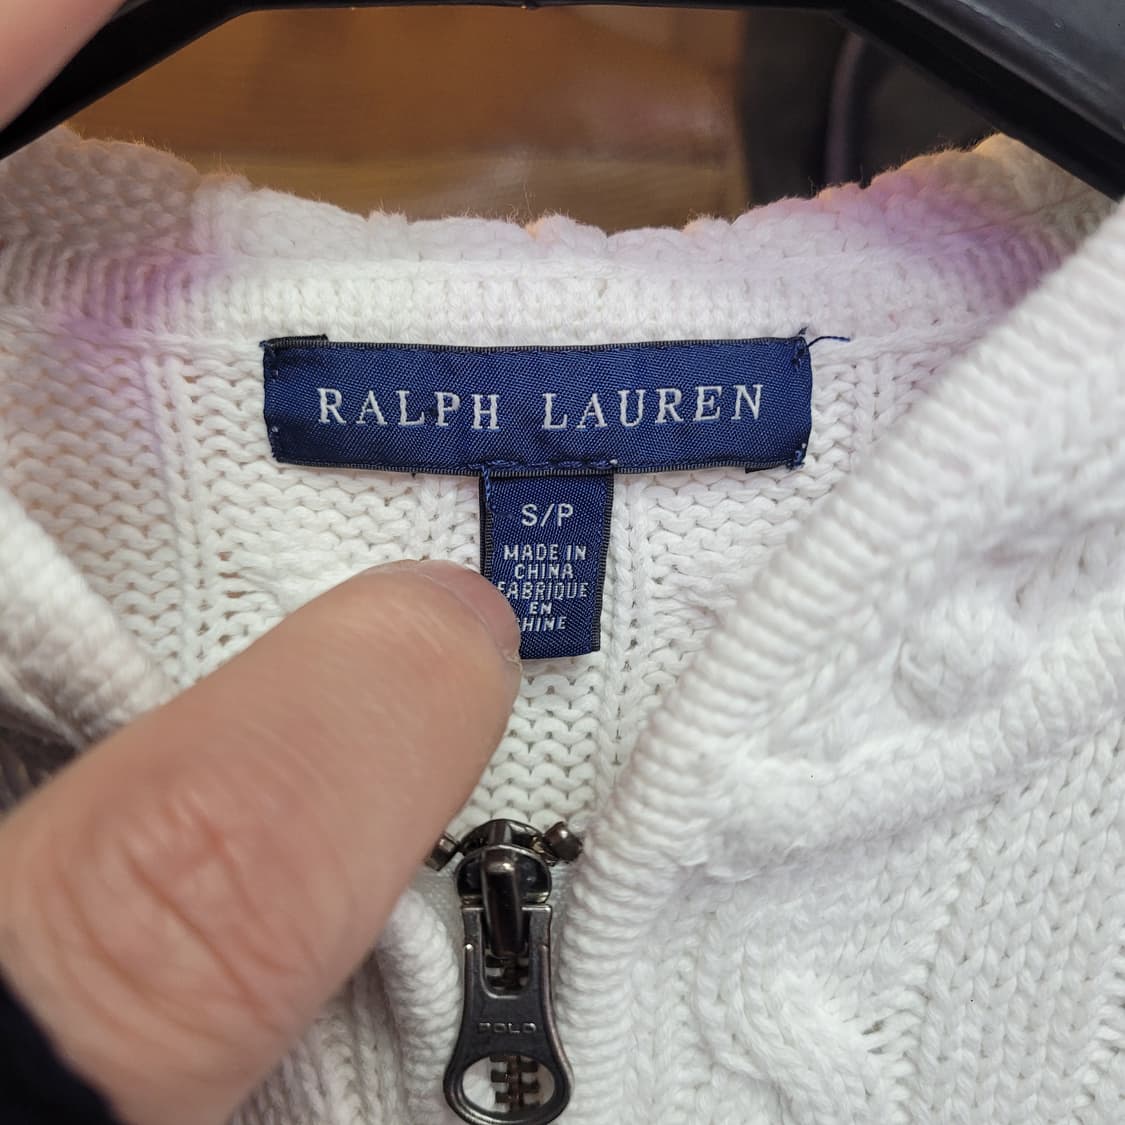 RALPH LAUREN
S/P
MADE IN
CHINA
FABRIQUE
EN
CHINE
POLO